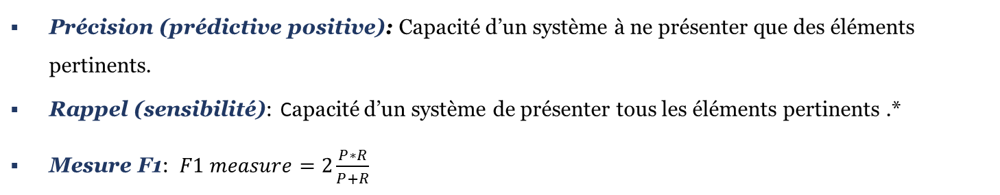 ▪ Précision (prédictive positive): Capacité d’un système à ne présenter que des éléments
pertinents.
▪ Rappel (sensibilité): Capacité d’un système de présenter tous les éléments pertinents .*
▪ Mesure F1: F1 measure = 2 P*R / P+R